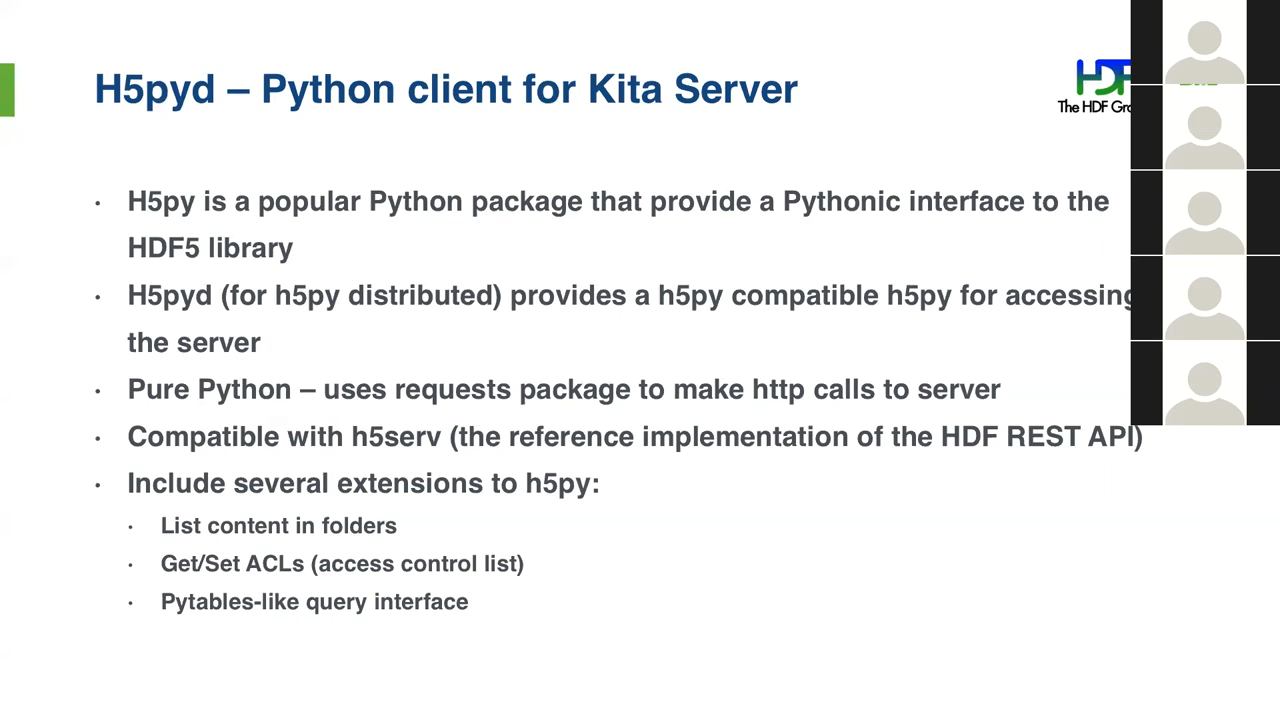 H5pyd – Python client for Kita Server
HDF
The HDF Gro
· H5py is a popular Python package that provide a Pythonic interface to the
HDF5 library
· H5pyd (for h5py distributed) provides a h5py compatible h5py for accessing
the server
· Pure Python – uses requests package to make http calls to server
· Compatible with h5serv (the reference implementation of the HDF REST API)
· Include several extensions to h5py:
· List content in folders
· Get/Set ACLs (access control list)
· Pytables-like query interface